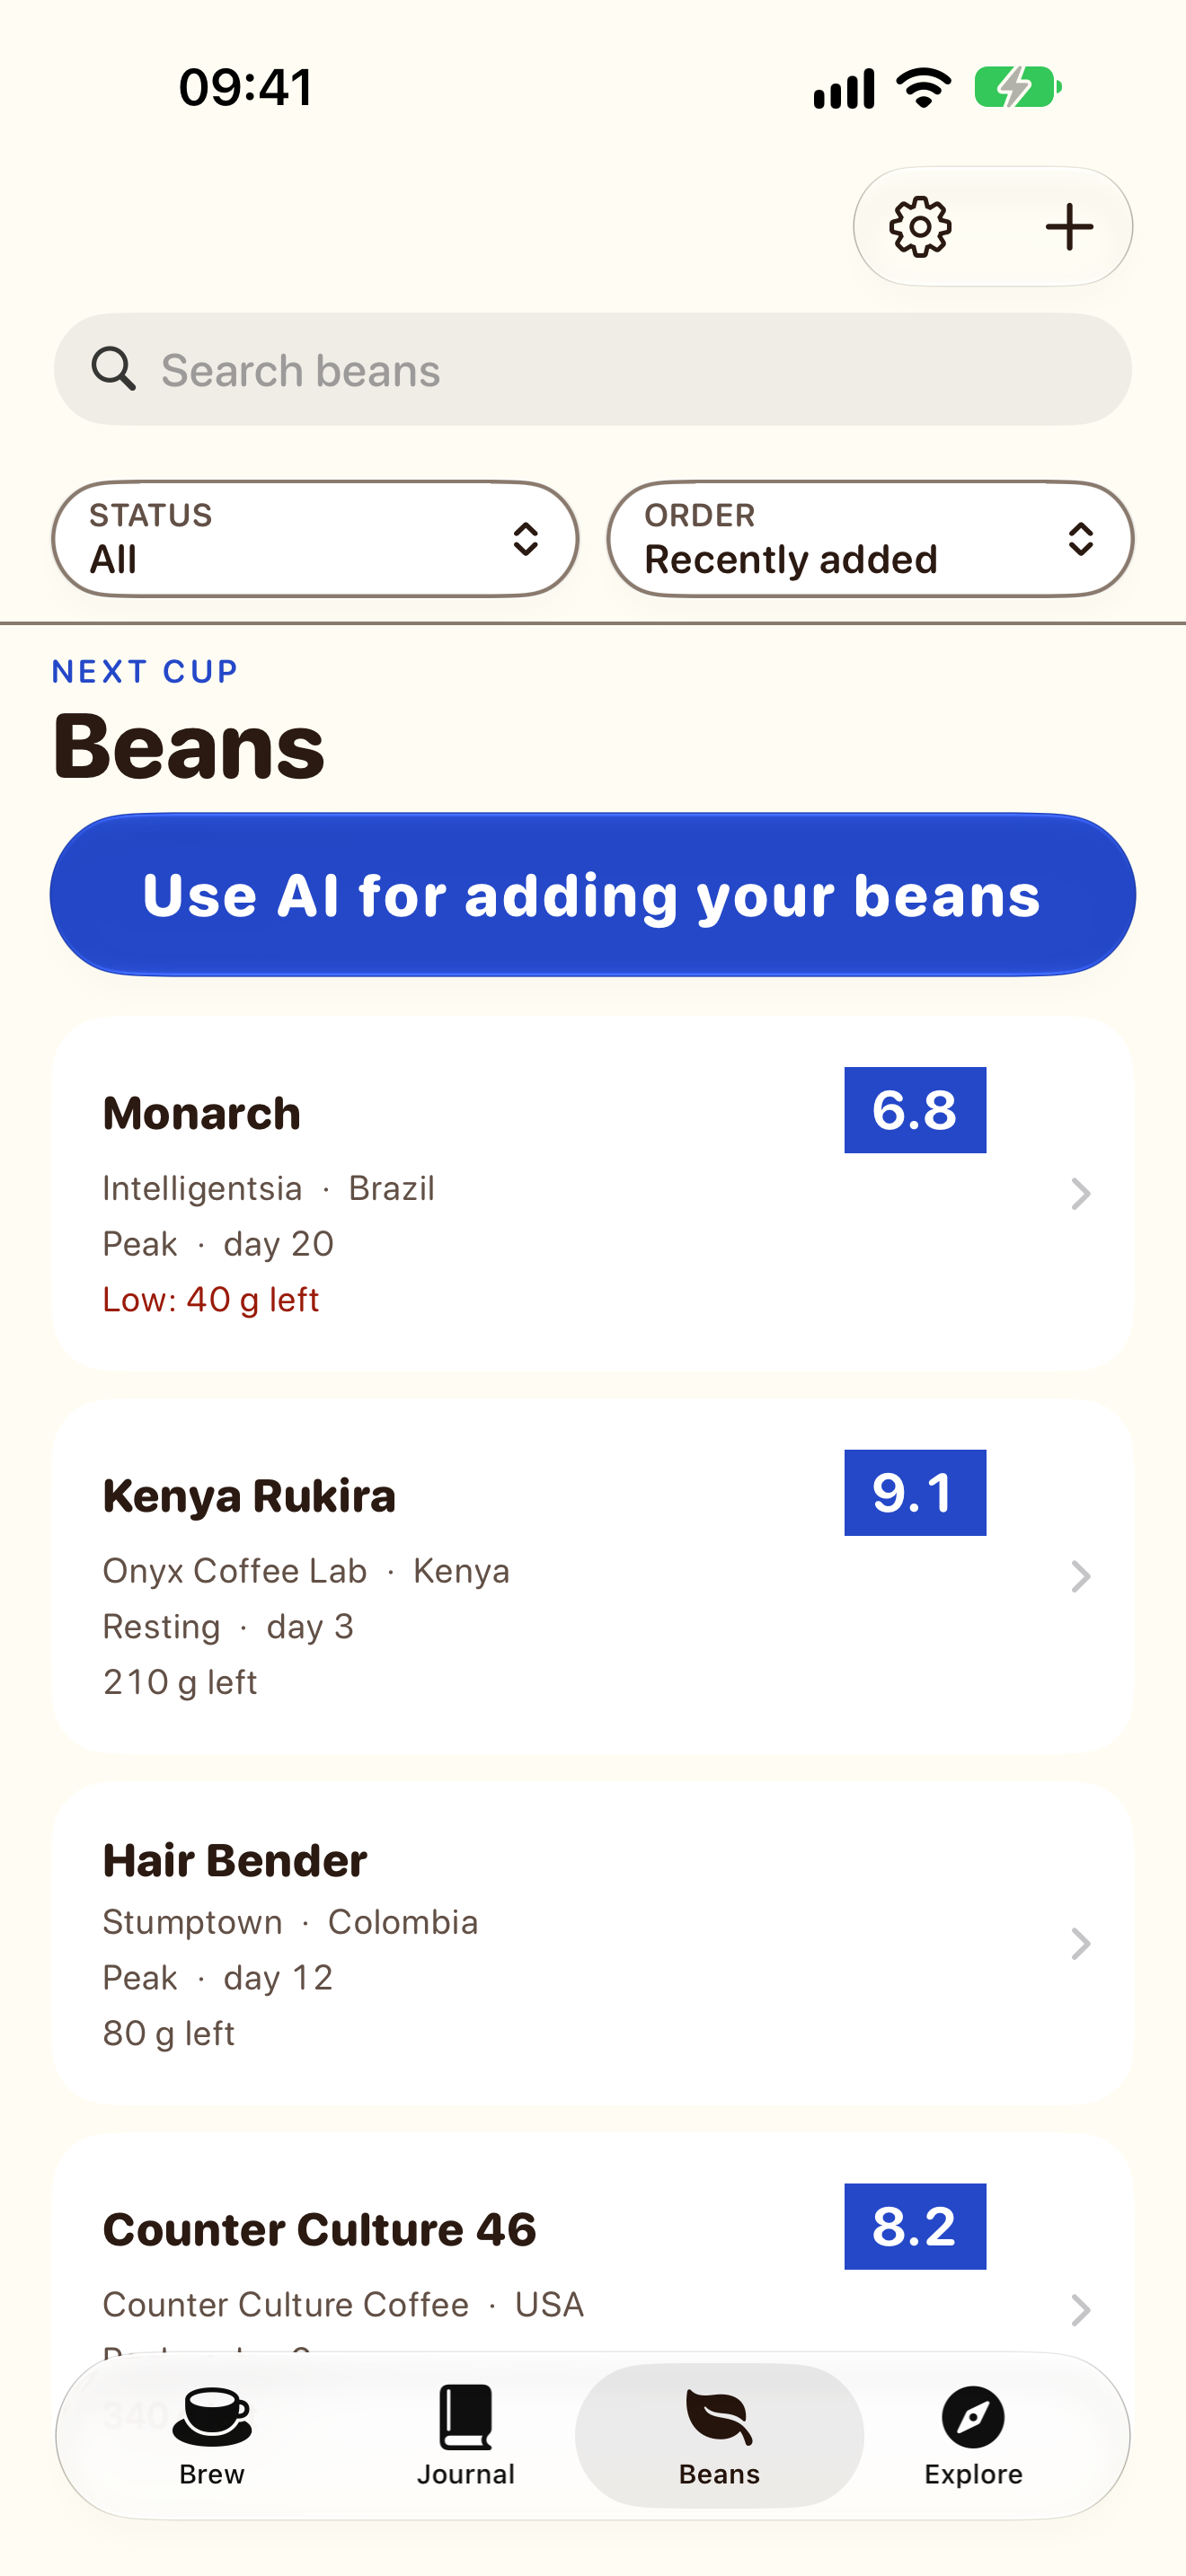 09:41
Search beans
STATUS
All
ORDER
Recently added
NEXT CUP
Beans
Use AI for adding your beans
Monarch
6.8
Intelligentsia · Brazil
Peak · day 20
Low: 40 g left
Kenya Rukira
9.1
Onyx Coffee Lab · Kenya
Resting · day 3
210 g left
Hair Bender
Stumptown · Colombia
Peak · day 12
80 g left
Counter Culture 46
8.2
Counter Culture Coffee · USA
340
Brew
Journal
Beans
Explore